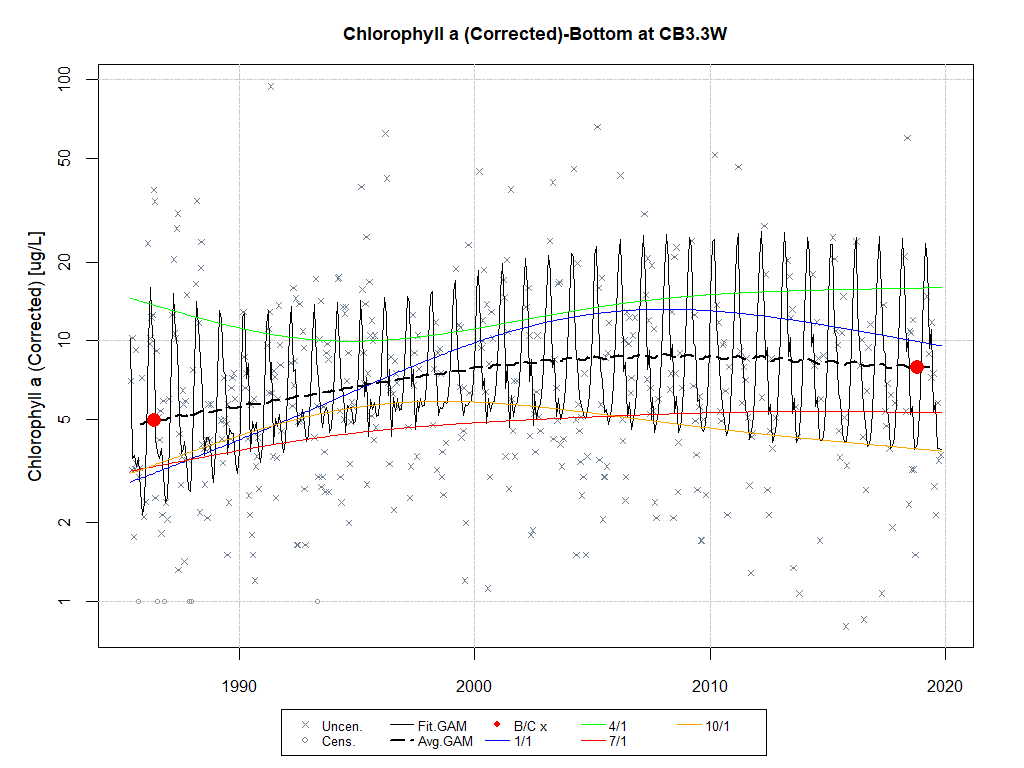 Chlorophyll a (Corrected)-Bottom at CB3.3W
Chlorophyll a (Corrected) [ug/L]
100
50
20
10
5
2
1
1990 2000 2010 2020
Uncen. Fit.GAM B/C x 4/1 10/1
Cens. Avg.GAM 1/1 7/1